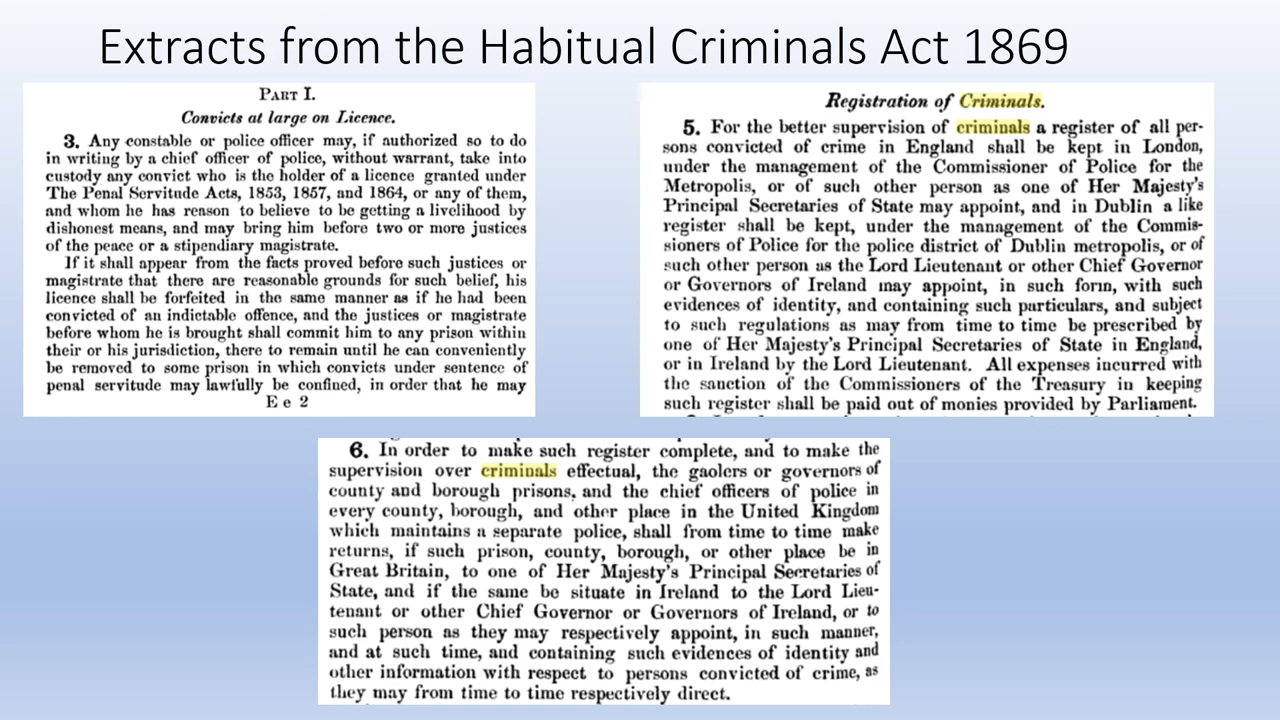 Extracts from the Habitual Criminals Act 1869
PART I.
Convicts at large on Licence.
3. Any constable or police officer may, if authorized so to do
in writing by a chief officer of police, without warrant, take into
custody any convict who is the holder of a licence granted under
The Penal Servitude Acts, 1853, 1857, and 1864, or any of them,
and whom he has reason to believe to be getting a livelihood by
dishonest means, and may bring him before two or more justices
of the peace or a stipendiary magistrate.
If it shall appear from the facts proved before such justices or
magistrate that there are reasonable grounds for such belief, his
licence shall be forfeited in the same manner as if he had been
convicted of an indictable offence, and the justices or magistrate
before whom he is brought shall commit him to any prison within
their or his jurisdiction, there to remain until he can conveniently
be removed to some prison in which convicts under sentence of
penal servitude may lawfully be confined, in order that he may
E e 2
Registration of Criminals.
5. For the better supervision of criminals a register of all per-
sons convicted of crime in England shall be kept in London,
under the management of the Commissioner of Police for the
Metropolis, or of such other person as one of Her Majesty's
Principal Secretaries of State may appoint, and in Dublin a like
register shall be kept, under the management of the Commis-
sioners of Police for the police district of Dublin metropolis, or of
such other person as the Lord Lieutenant or other Chief Governor
or Governors of Ireland may appoint, in such form, with such
evidences of identity, and containing such particulars, and subject
to such regulations as may from time to time be prescribed by
one of Her Majesty's Principal Secretaries of State in England,
or in Ireland by the Lord Lieutenant. All expenses incurred with
the sanction of the Commissioners of the Treasury in keeping
such register shall be paid out of monies provided by Parliament.
6. In order to make such register complete, and to make the
supervision over criminals effectual, the gaolers or governors of
county and borough prisons, and the chief officers of police in
every county, borough, and other place in the United Kingdom
which maintains a separate police, shall from time to time make
returns, if such prison, county, borough, or other place be in
Great Britain, to one of Her Majesty's Principal Secretaries of
State, and if the same be situate in Ireland to the Lord Lieu-
tenant or other Chief Governor or Governors of Ireland, or to
such person as they may respectively appoint, in such manner,
and at such time, and containing such evidences of identity and
other information with respect to persons convicted of crime, as
they may from time to time respectively direct.